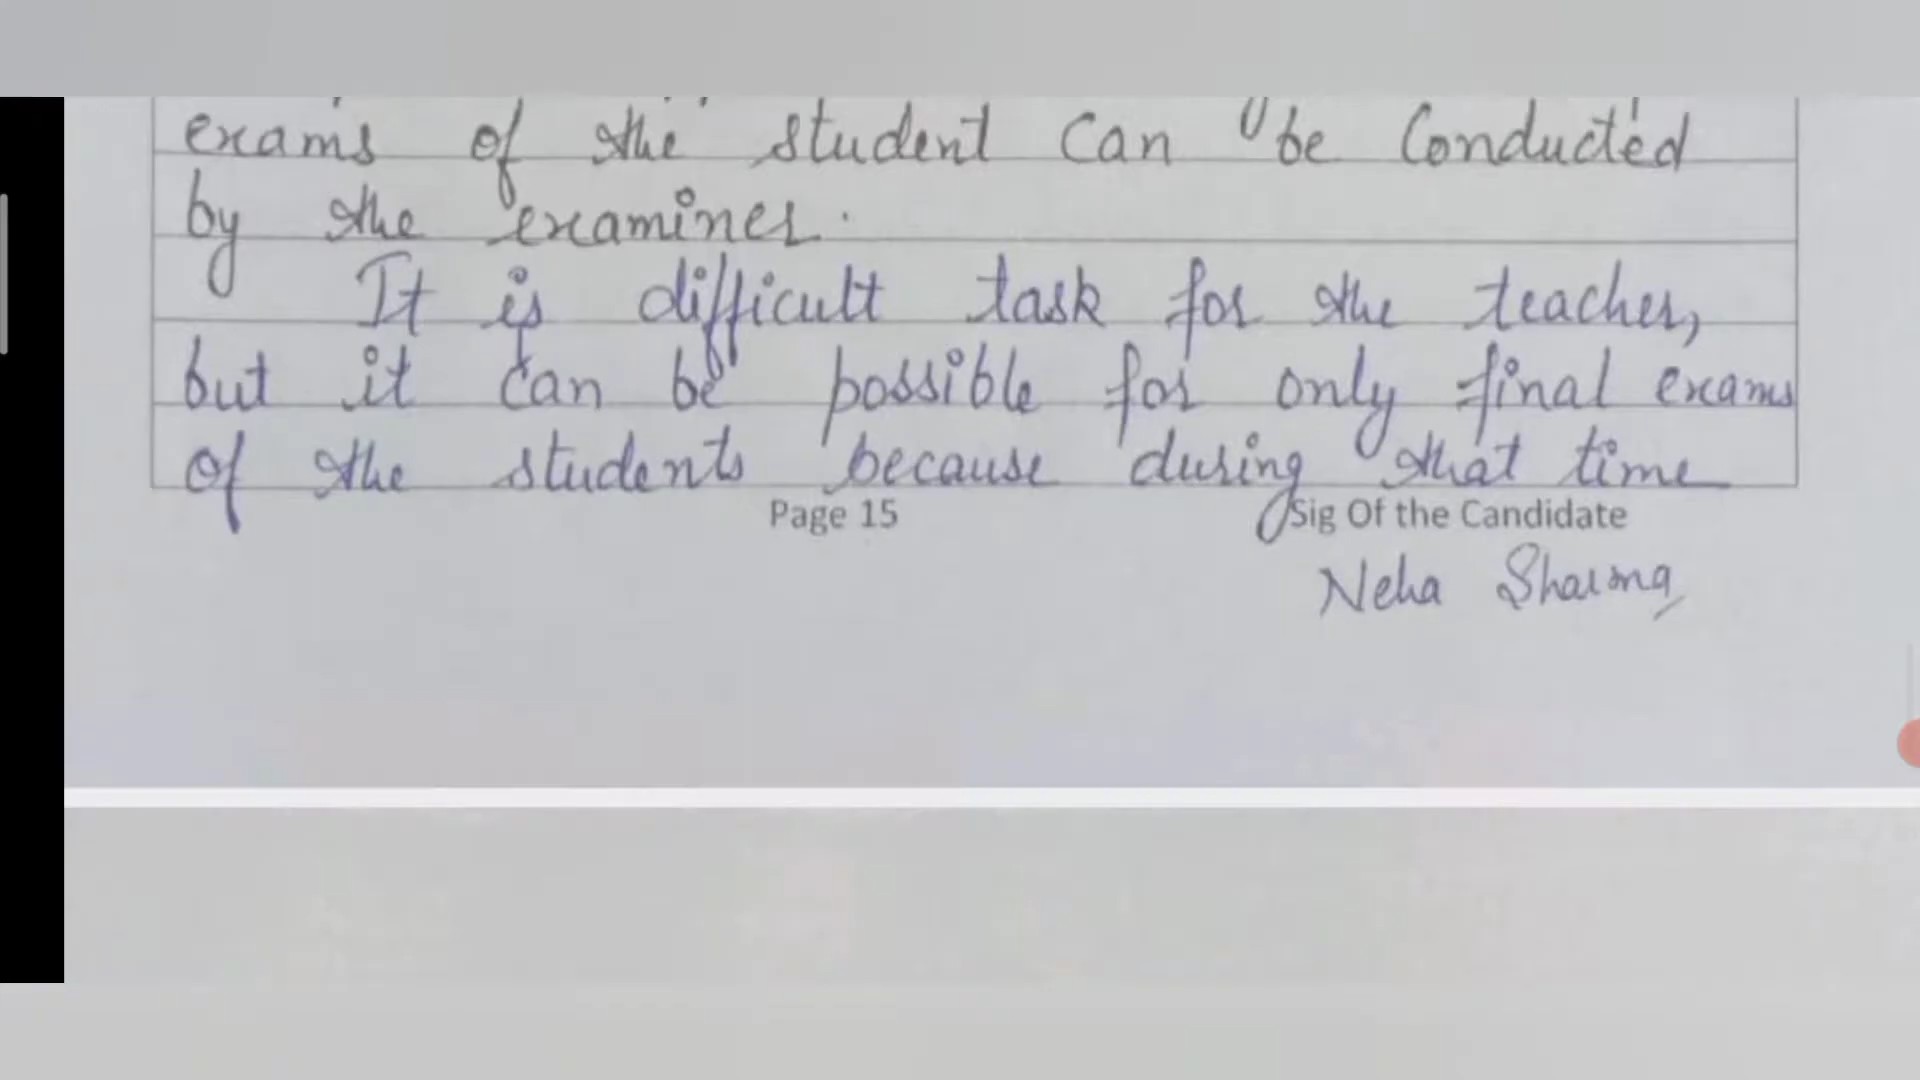 exams of the student can be Conducted
by the examiner.
It is difficult task for the teacher,
but it can be possible for only final exams
of the students because during that time
Page 15
Sig Of the Candidate
Neha Sharma